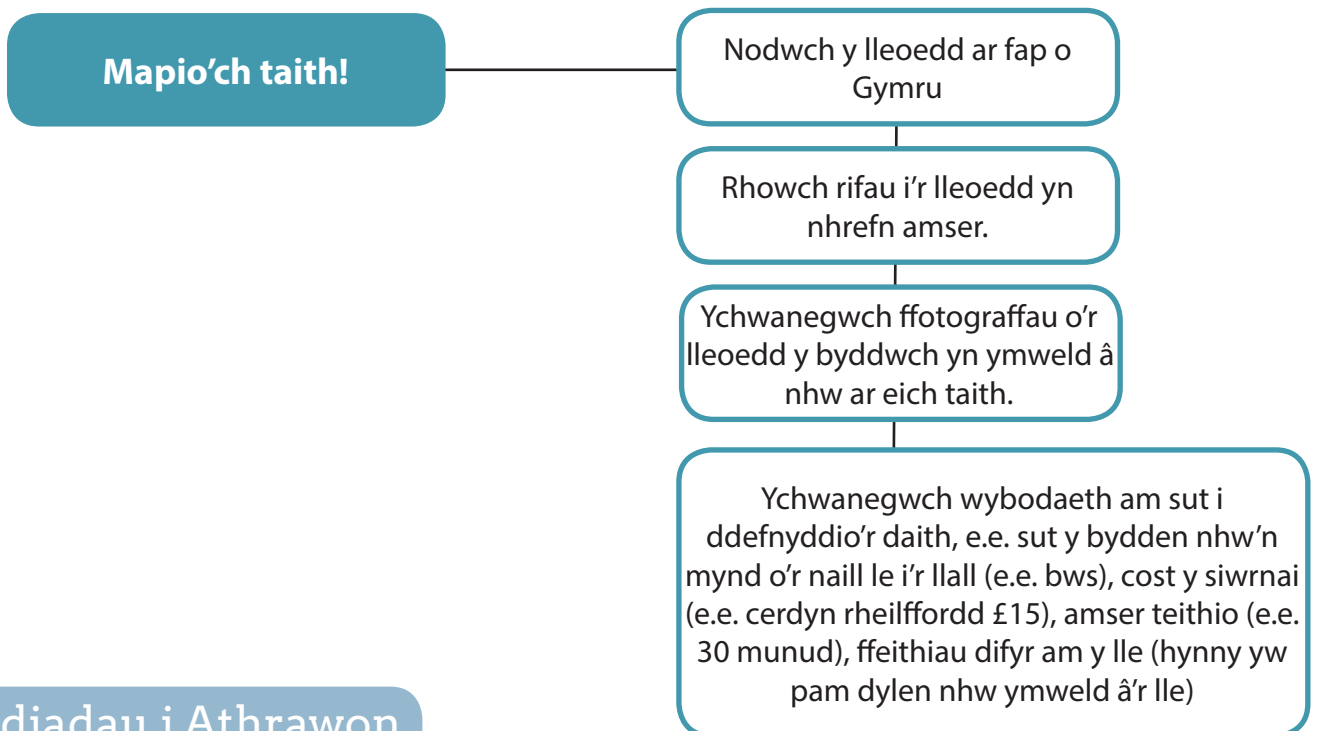 Mapio'ch taith!
Nodwch y lleoedd ar fap o
Gymru
Rhowch rifau i'r lleoedd yn
nhrefn amser.
Ychwanegwch ffotograffau o'r
lleoedd y byddwch yn ymweld â
nhw ar eich taith.
Ychwanegwch wybodaeth am sut i
ddefnyddio'r daith, e.e. sut y bydden nhw'n
mynd o'r naill le i'r llall (e.e. bws), cost y siwrnai
(e.e. cerdyn rheilffordd £15), amser teithio (e.e.
30 munud), ffeithiau difyr am y lle (hynny yw
pam dylen nhw ymweld â'r lle)
diadau i Athrawon